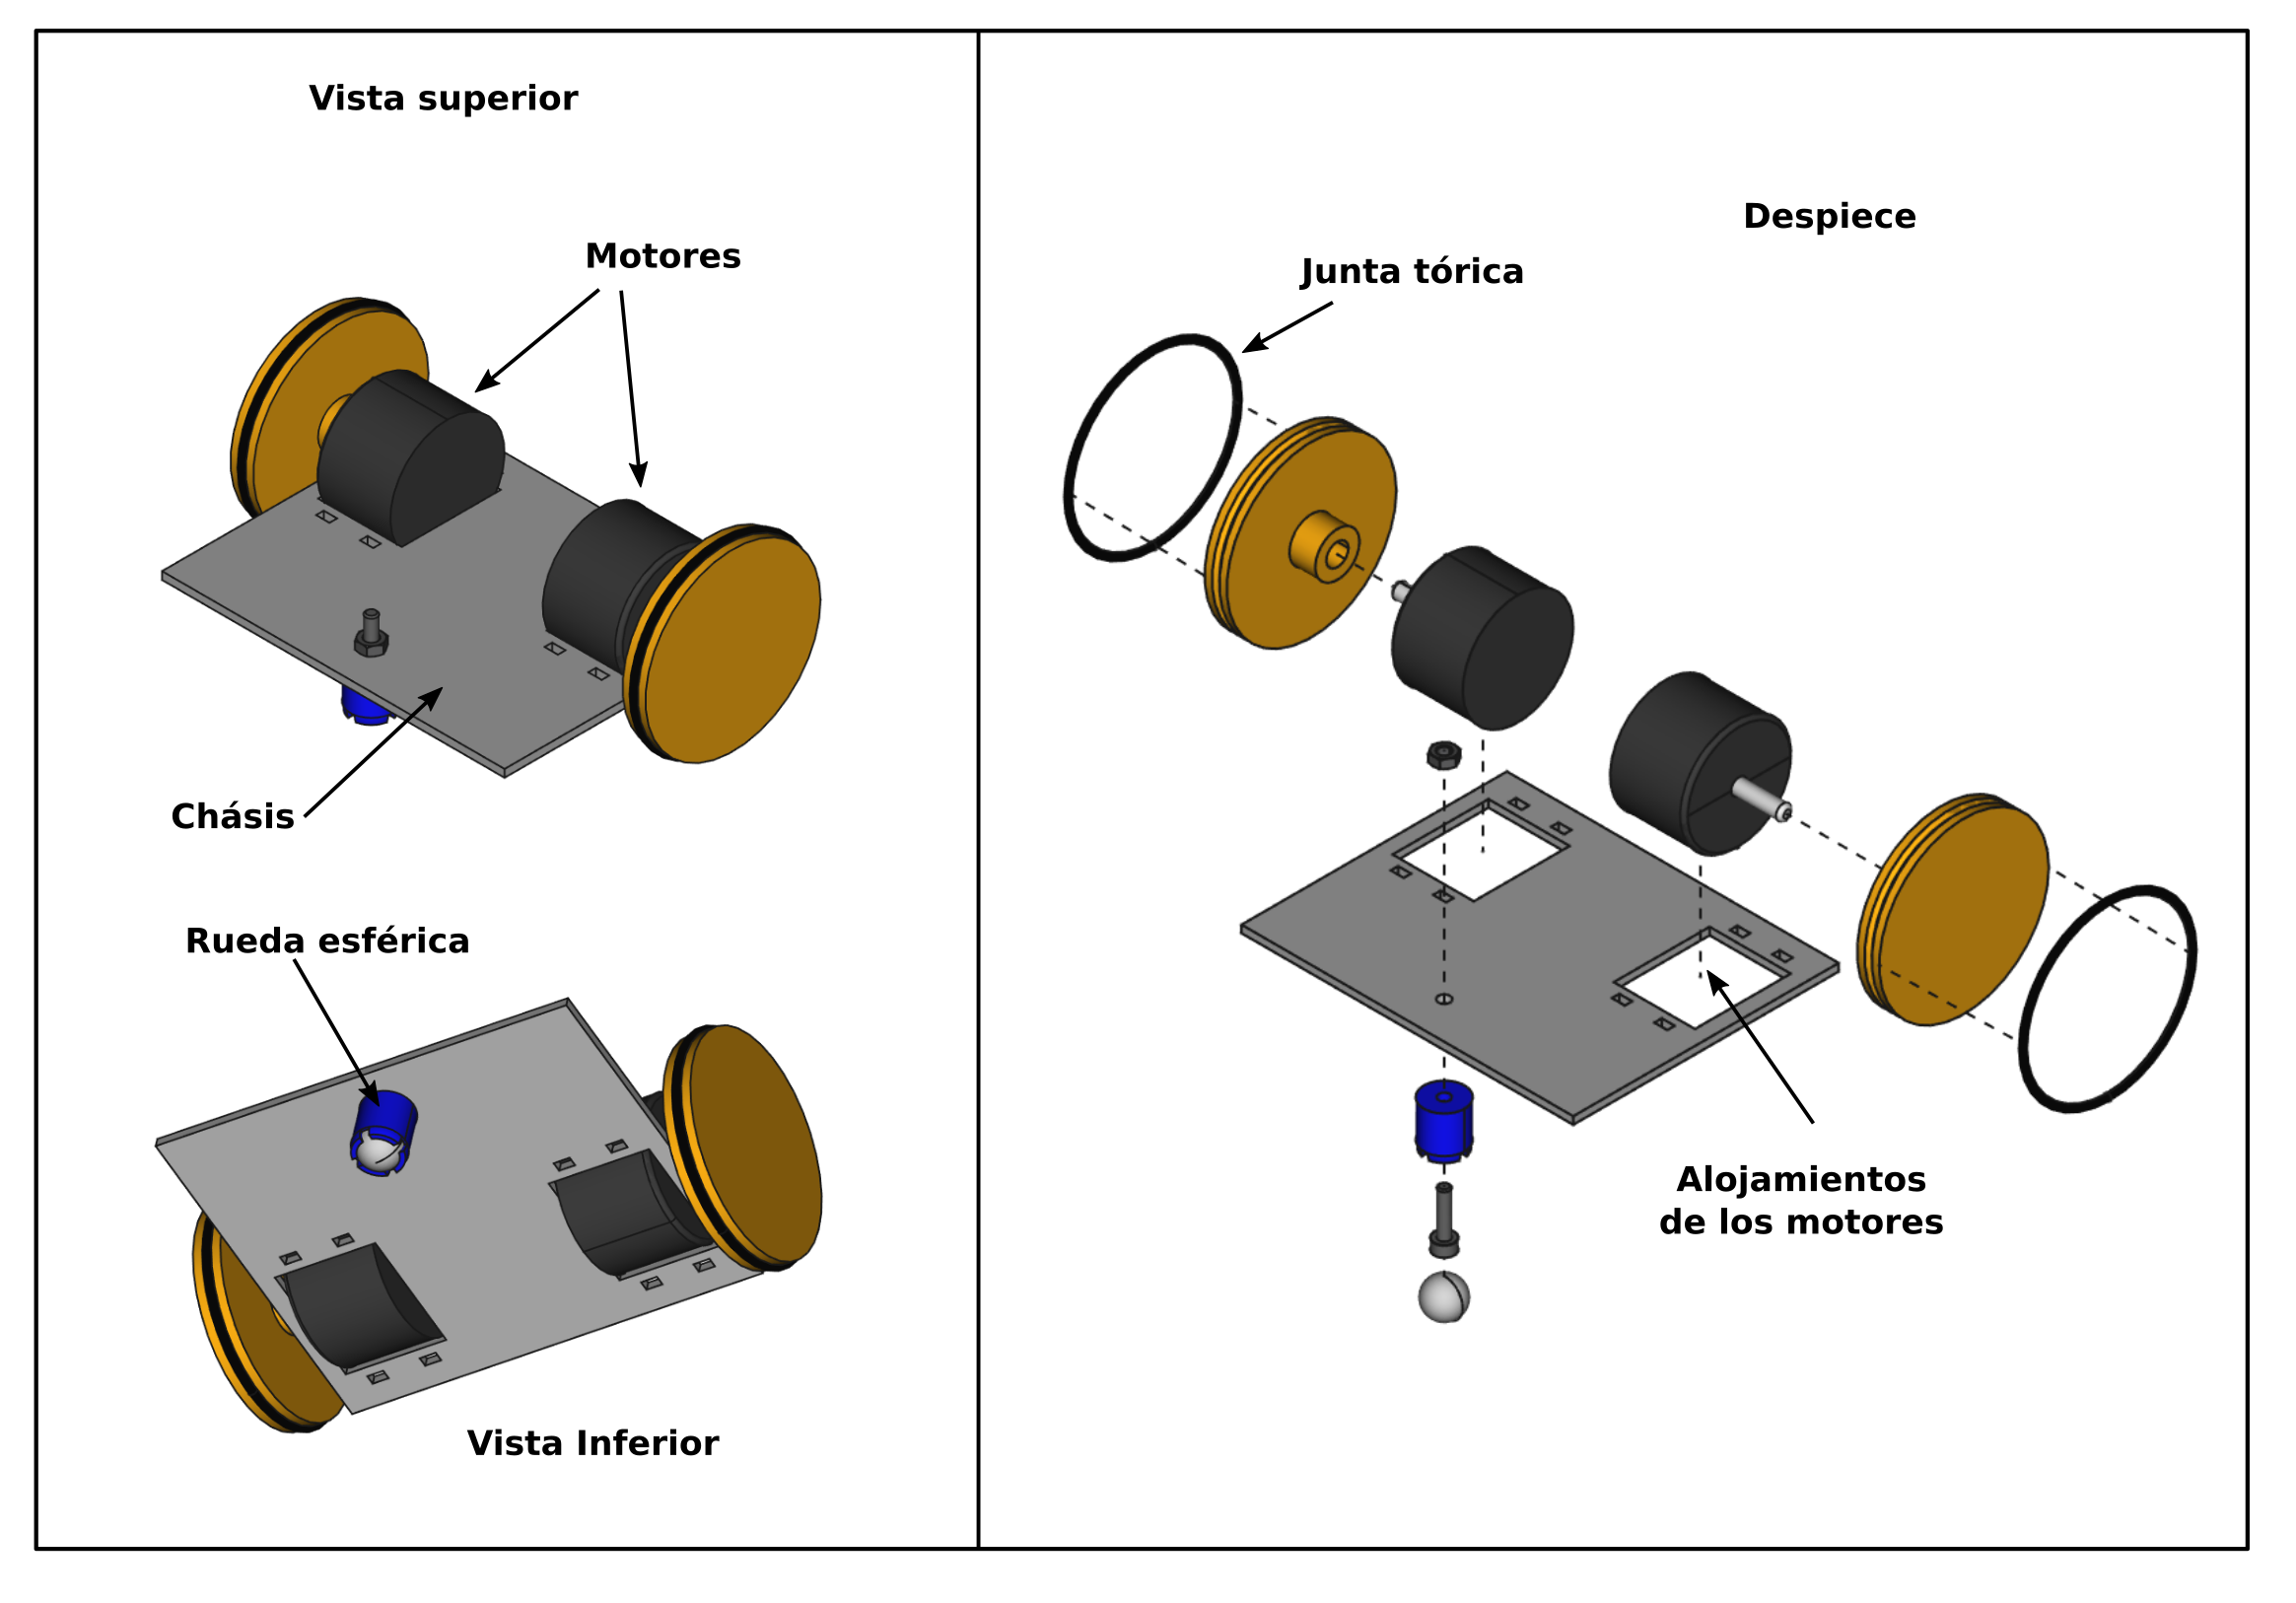 Vista superior
Motores
Chásis
Rueda esférica
Vista Inferior
Despiece
Junta tórica
Alojamientos
de los motores